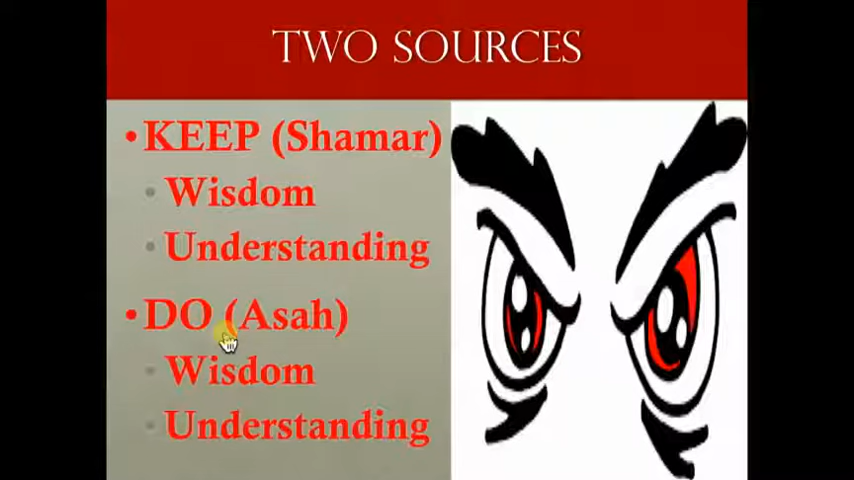 TWO SOURCES
• KEEP (Shamar)
• Wisdom
• Understanding
• DO (Asah)
• Wisdom
• Understanding